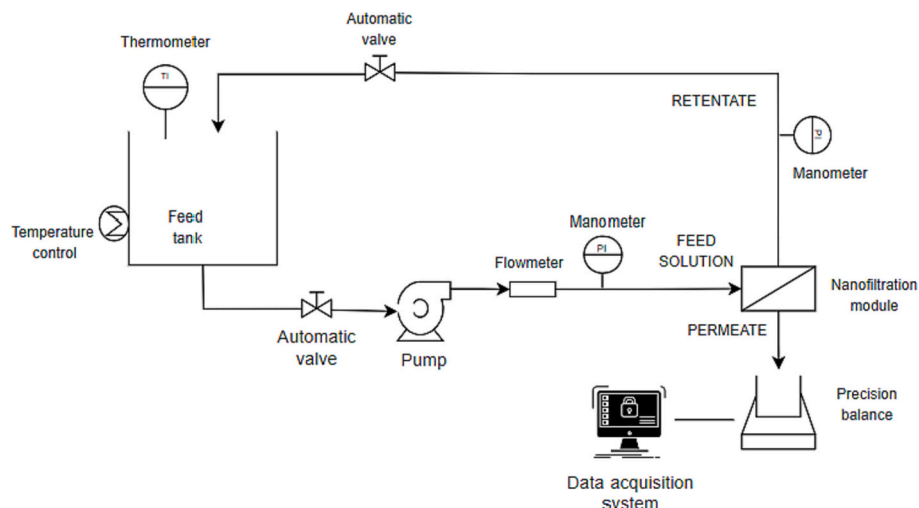 Automatic
valve
Thermometer
TI
RETENTATE
PI
Manometer
Feed
tank
Temperature
control
Manometer
PI
FEED
SOLUTION
Flowmeter
Nanofiltration
module
PERMEATE
Automatic
valve
Pump
Precision
balance
Data acquisition
system